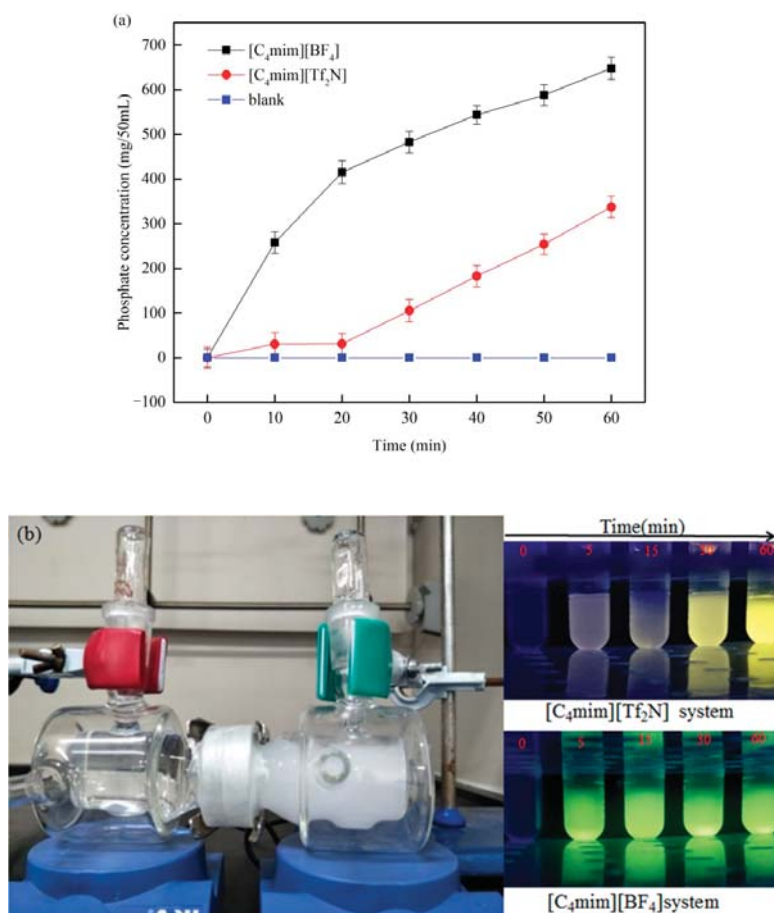 (a)
[C₄mim][BF₄]
[C₄mim][Tf₂N]
blank
Phosphate concentration (mg/50mL)
700
600
500
400
300
200
100
0
−100
0 10 20 30 40 50 60
Time (min)
(b)
Time(min)
0 5 15 30 60
[C₄mim][Tf₂N] system
0 5 15 30 60
[C₄mim][BF₄]system